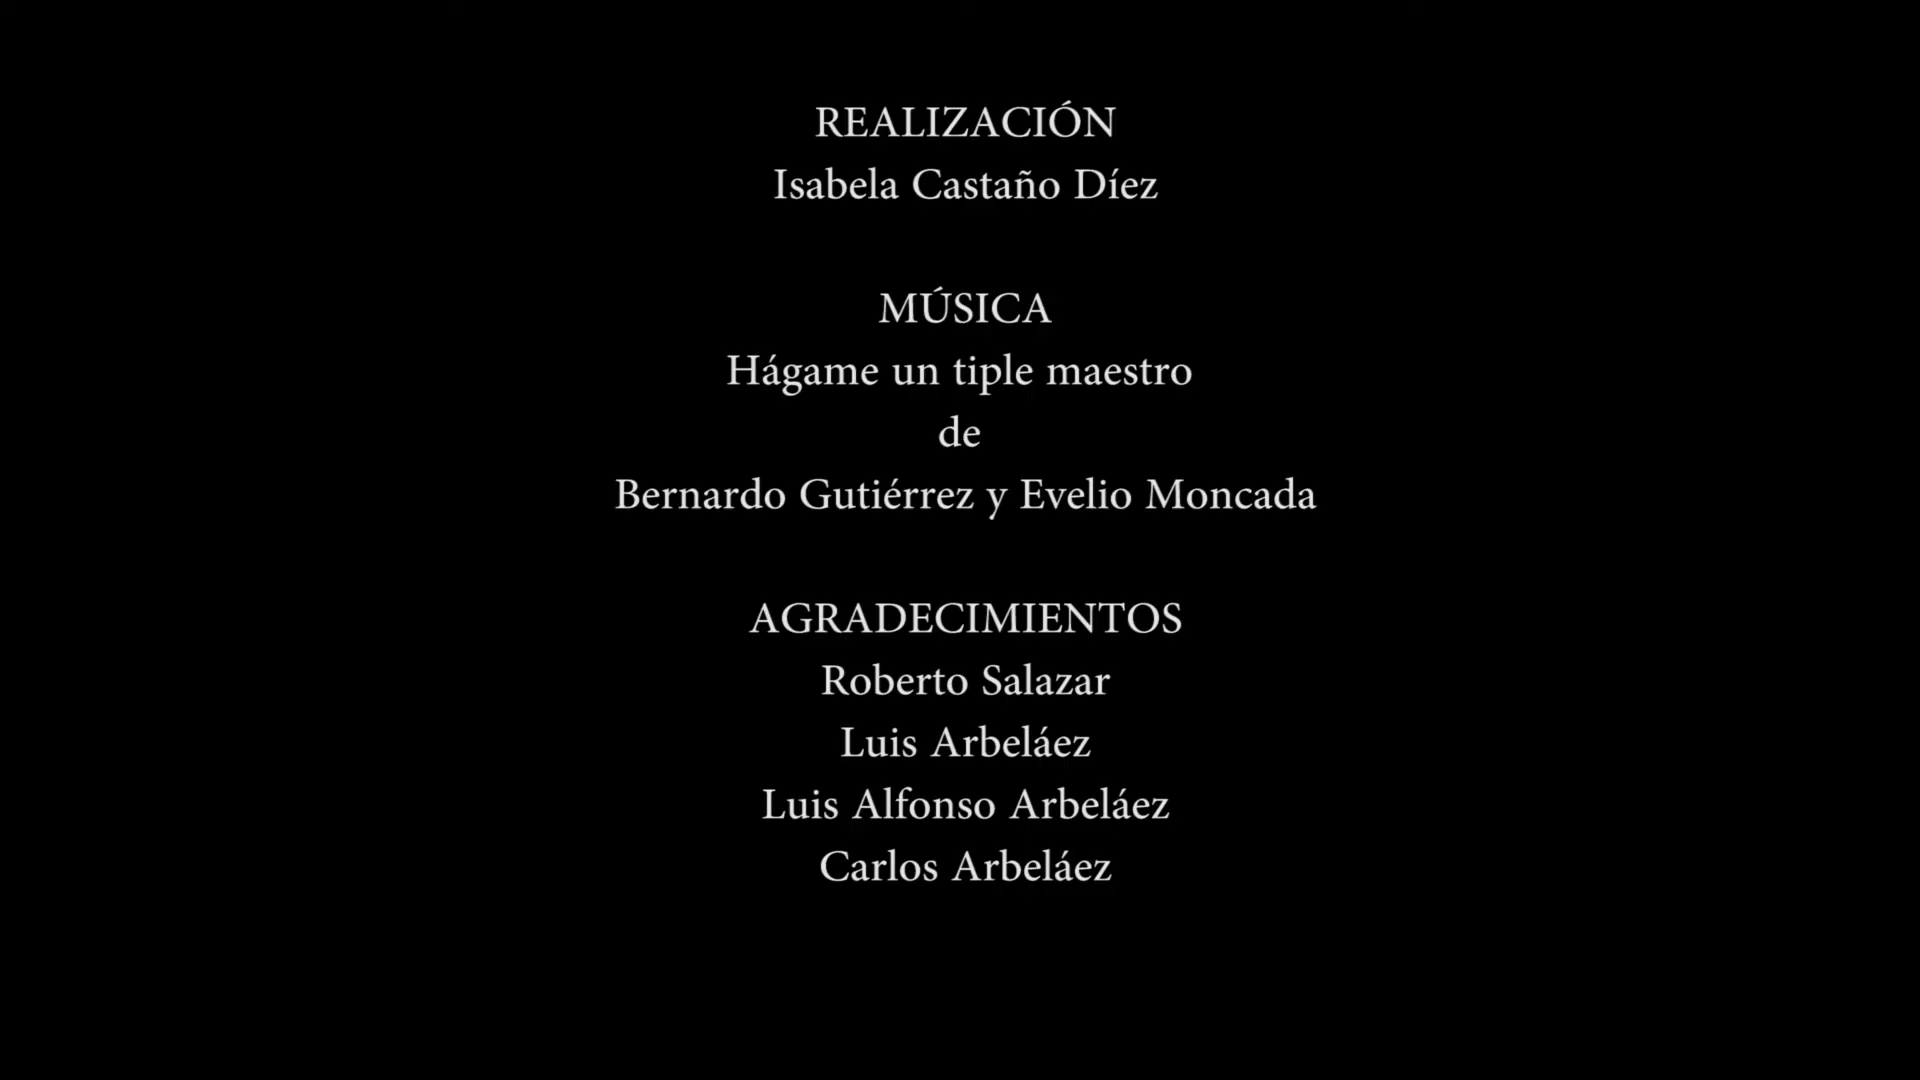 REALIZACIÓN
Isabela Castaño Díez
MÚSICA
Hágame un tiple maestro
de
Bernardo Gutiérrez y Evelio Moncada
AGRADECIMIENTOS
Roberto Salazar
Luis Arbeláez
Luis Alfonso Arbeláez
Carlos Arbeláez